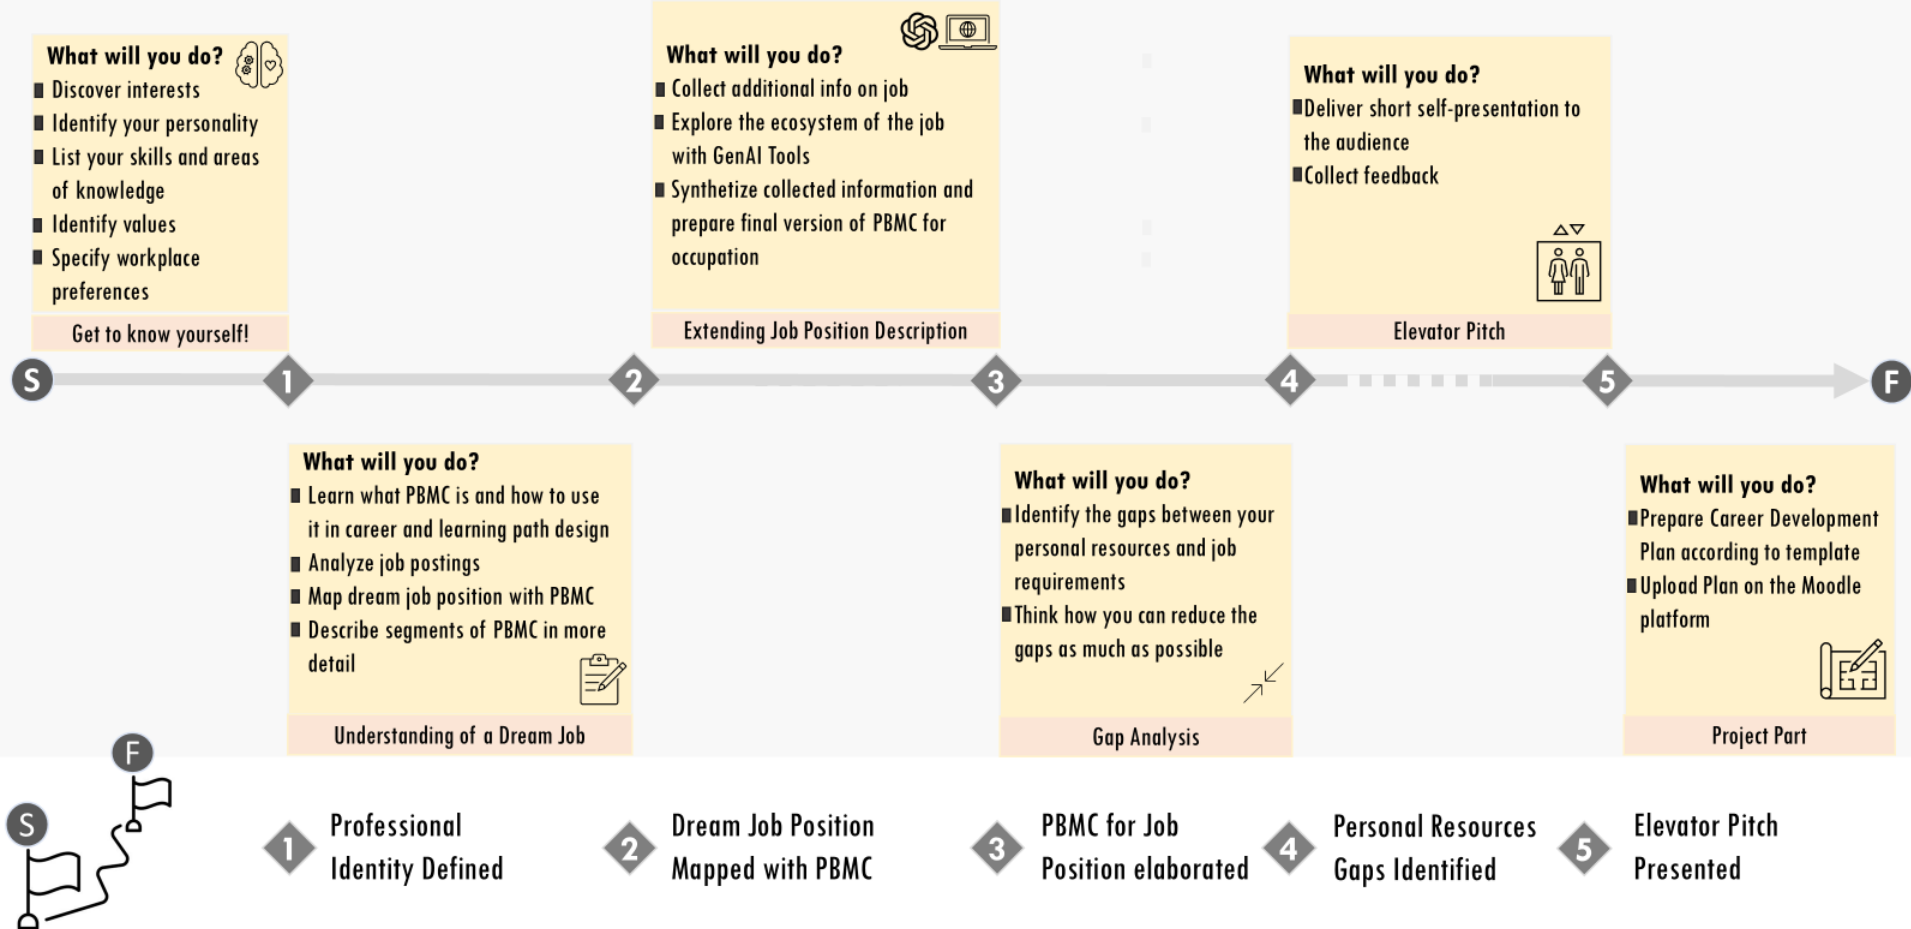 What will you do?
Discover interests
Identify your personality
List your skills and areas
of knowledge
Identify values
Specify workplace
preferences
Get to know yourself!
What will you do?
Collect additional info on job
Explore the ecosystem of the job
with GenAI Tools
Synthetize collected information and
prepare final version of PBMC for
occupation
Extending Job Position Description
What will you do?
Deliver short self-presentation to
the audience
Collect feedback
Elevator Pitch
S
1
2
3
4
5
F
What will you do?
Learn what PBMC is and how to use
it in career and learning path design
Analyze job postings
Map dream job position with PBMC
Describe segments of PBMC in more
detail
Understanding of a Dream Job
What will you do?
Identify the gaps between your
personal resources and job
requirements
Think how you can reduce the
gaps as much as possible
Gap Analysis
What will you do?
Prepare Career Development
Plan according to template
Upload Plan on the Moodle
platform
Project Part
F
S
1
Professional
Identity Defined
2
Dream Job Position
Mapped with PBMC
3
PBMC for Job
Position elaborated
4
Personal Resources
Gaps Identified
5
Elevator Pitch
Presented